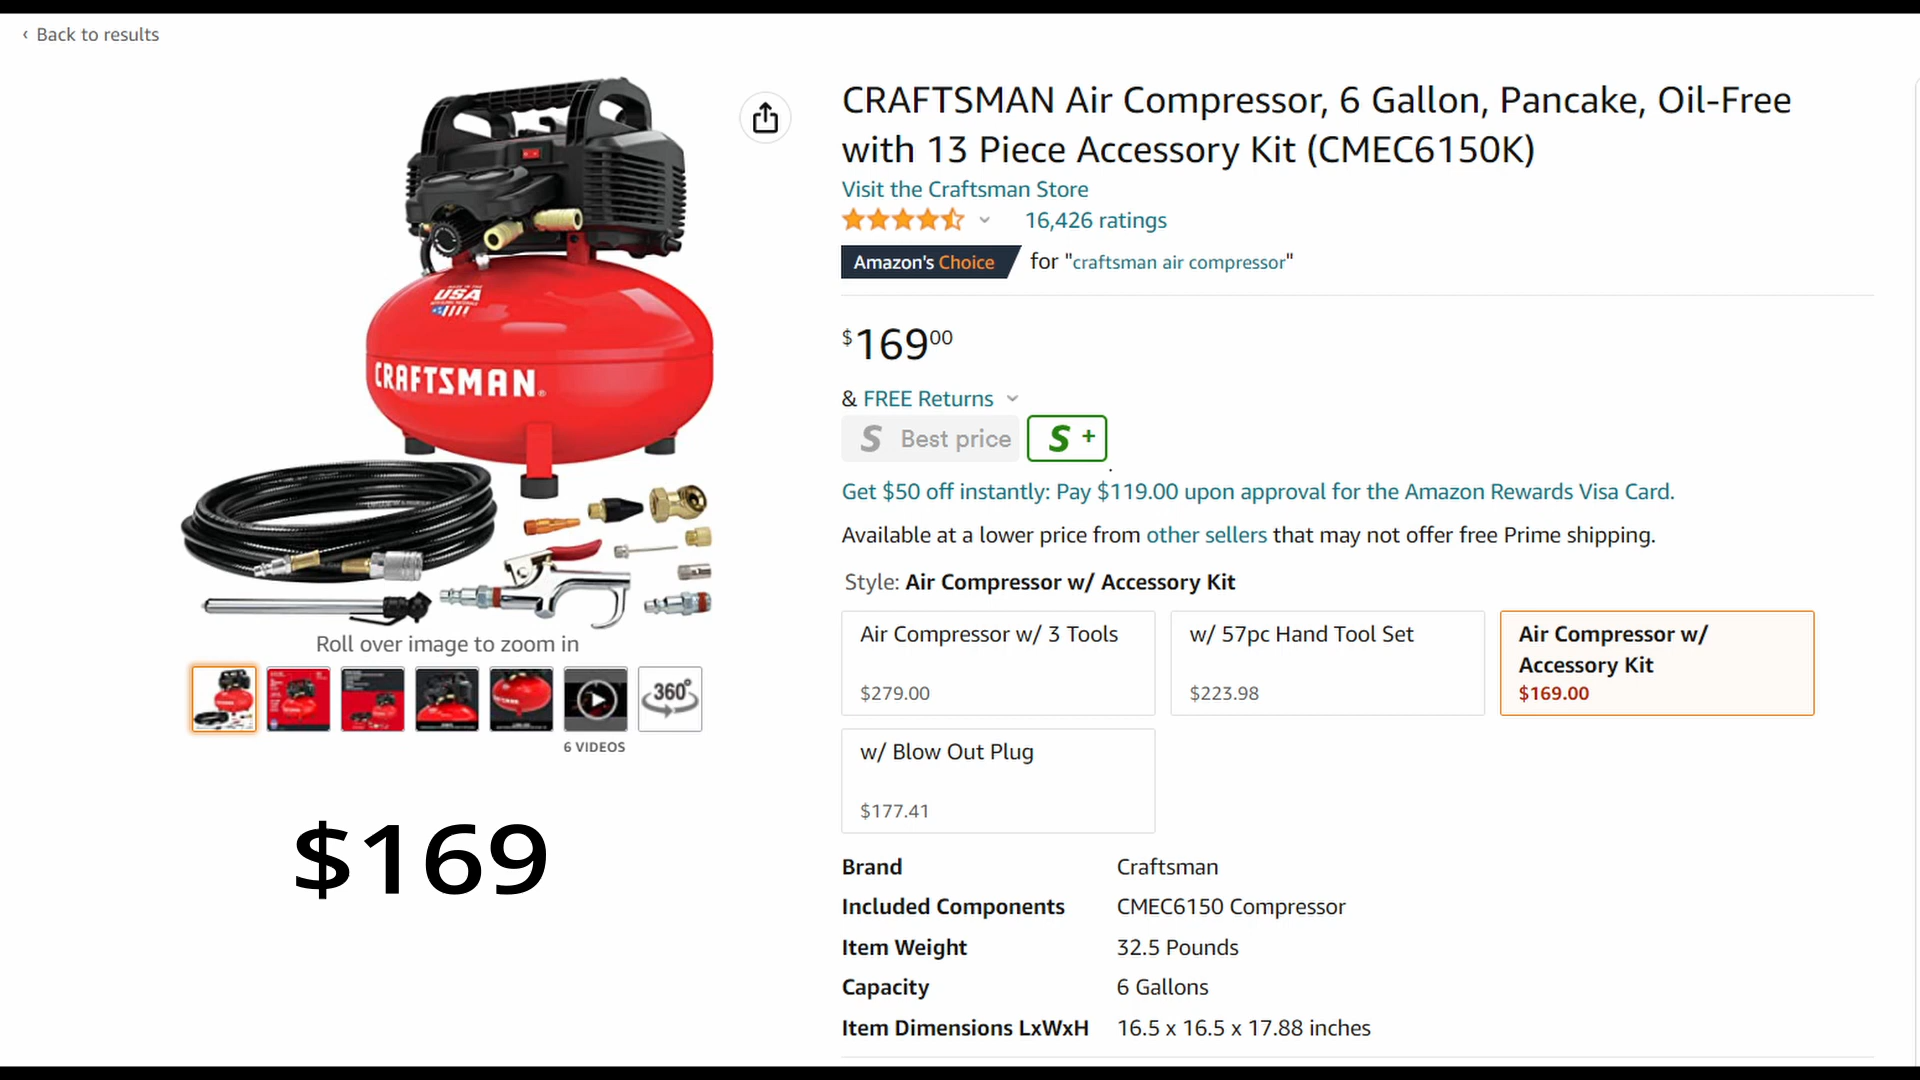 ‹ Back to results
CRAFTSMAN Air Compressor, 6 Gallon, Pancake, Oil-Free
with 13 Piece Accessory Kit (CMEC6150K)
Visit the Craftsman Store
16,426 ratings
Amazon's Choice for "craftsman air compressor"
$169⁰⁰
& FREE Returns
S Best price S +
Get $50 off instantly: Pay $119.00 upon approval for the Amazon Rewards Visa Card.
Available at a lower price from other sellers that may not offer free Prime shipping.
Style: Air Compressor w/ Accessory Kit
Air Compressor w/ 3 Tools
$279.00
w/ 57pc Hand Tool Set
$223.98
Air Compressor w/
Accessory Kit
$169.00
w/ Blow Out Plug
$177.41
Brand Craftsman
Included Components CMEC6150 Compressor
Item Weight 32.5 Pounds
Capacity 6 Gallons
Item Dimensions LxWxH 16.5 x 16.5 x 17.88 inches
USA
CRAFTSMAN®
Roll over image to zoom in
360°
6 VIDEOS
$169